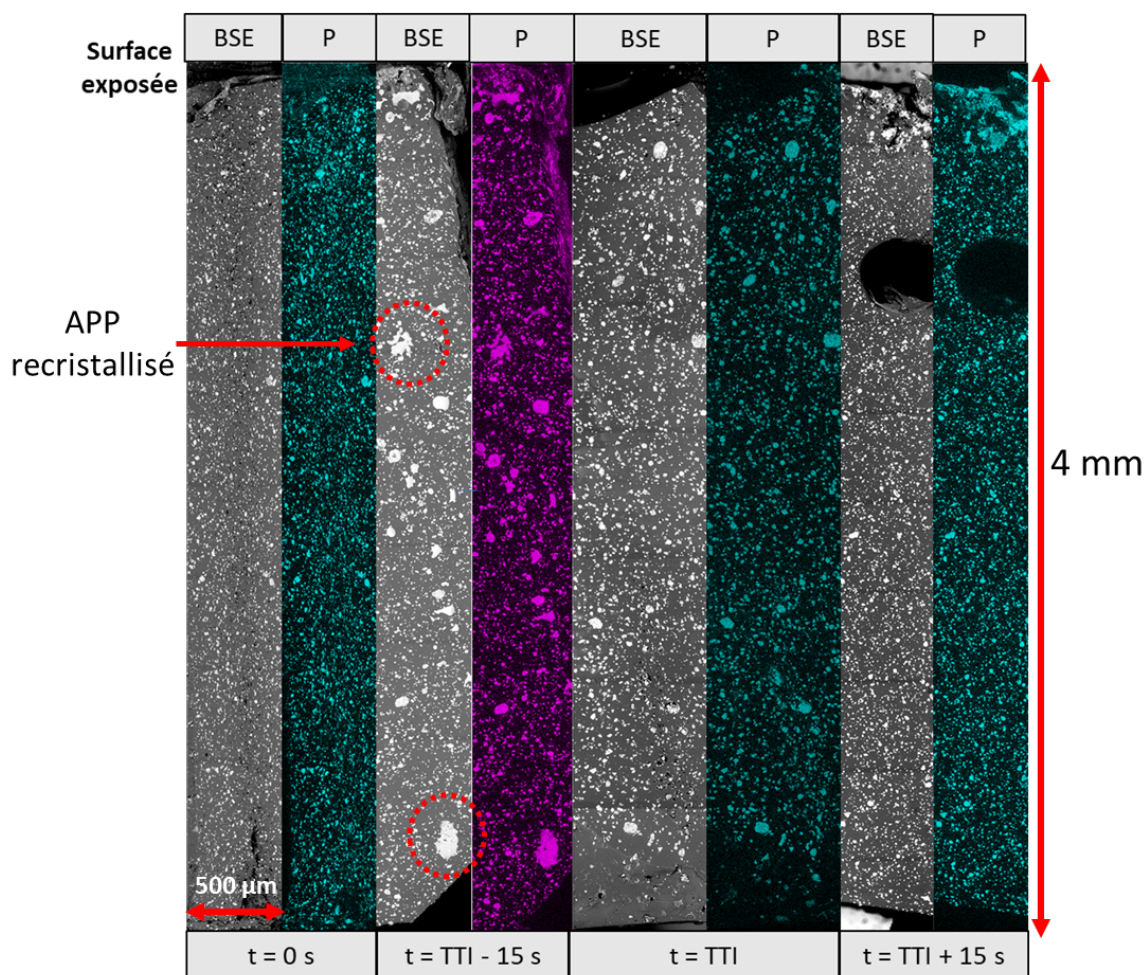 BSE P BSE P BSE P BSE P
Surface
exposée
APP
recristallisé
4 mm
500 µm
t = 0 s t = TTI - 15 s t = TTI t = TTI + 15 s